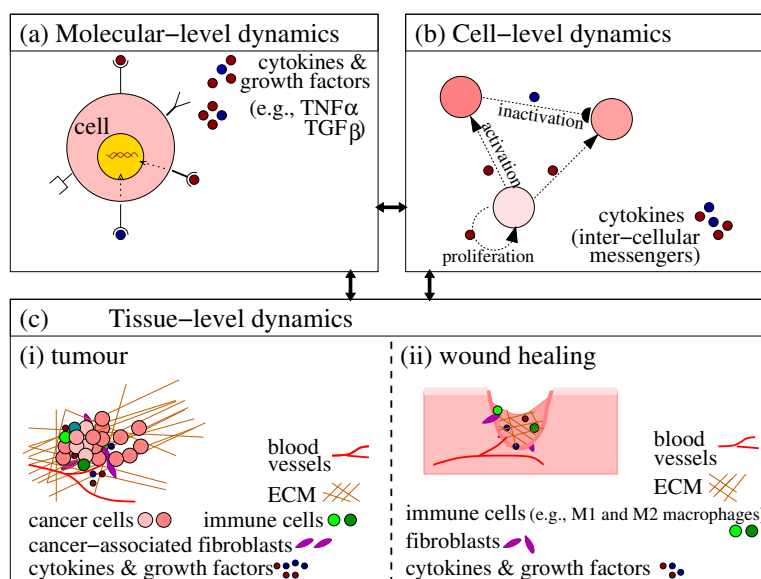 (a) Molecular−level dynamics
cytokines &
growth factors
(e.g., TNFα
TGFβ)
cell
(b) Cell−level dynamics
inactivation
activation
proliferation
cytokines
(inter−cellular
messengers)
(c) Tissue−level dynamics
(i) tumour
blood
vessels
ECM
cancer cells
immune cells
cancer−associated fibroblasts
cytokines & growth factors
(ii) wound healing
blood
vessels
ECM
immune cells (e.g., M1 and M2 macrophages)
fibroblasts
cytokines & growth factors